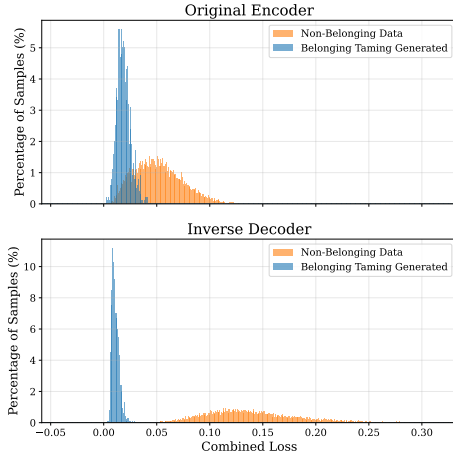 Original Encoder
Percentage of Samples (%)
5
4
3
2
1
0
Non-Belonging Data
Belonging Taming Generated
Inverse Decoder
Percentage of Samples (%)
10
8
6
4
2
0
Non-Belonging Data
Belonging Taming Generated
−0.05 0.00 0.05 0.10 0.15 0.20 0.25 0.30
Combined Loss